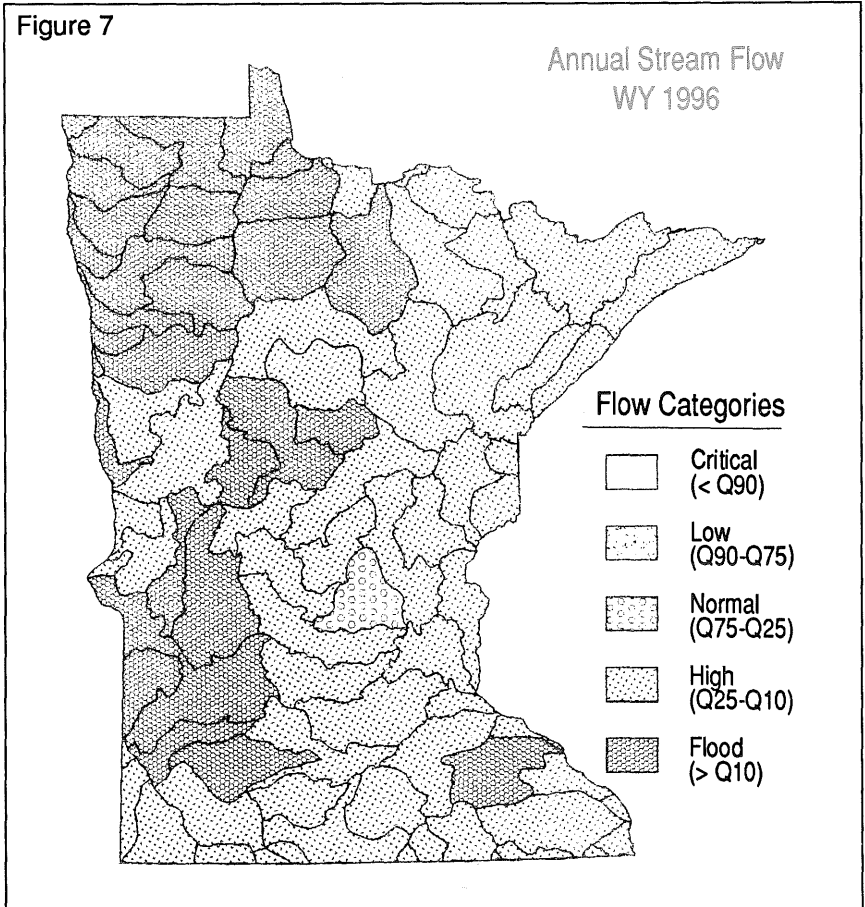 Figure 7
Annual Stream Flow
WY 1996
Flow Categories
Critical
(< Q90)
Low
(Q90-Q75)
Normal
(Q75-Q25)
High
(Q25-Q10)
Flood
(> Q10)